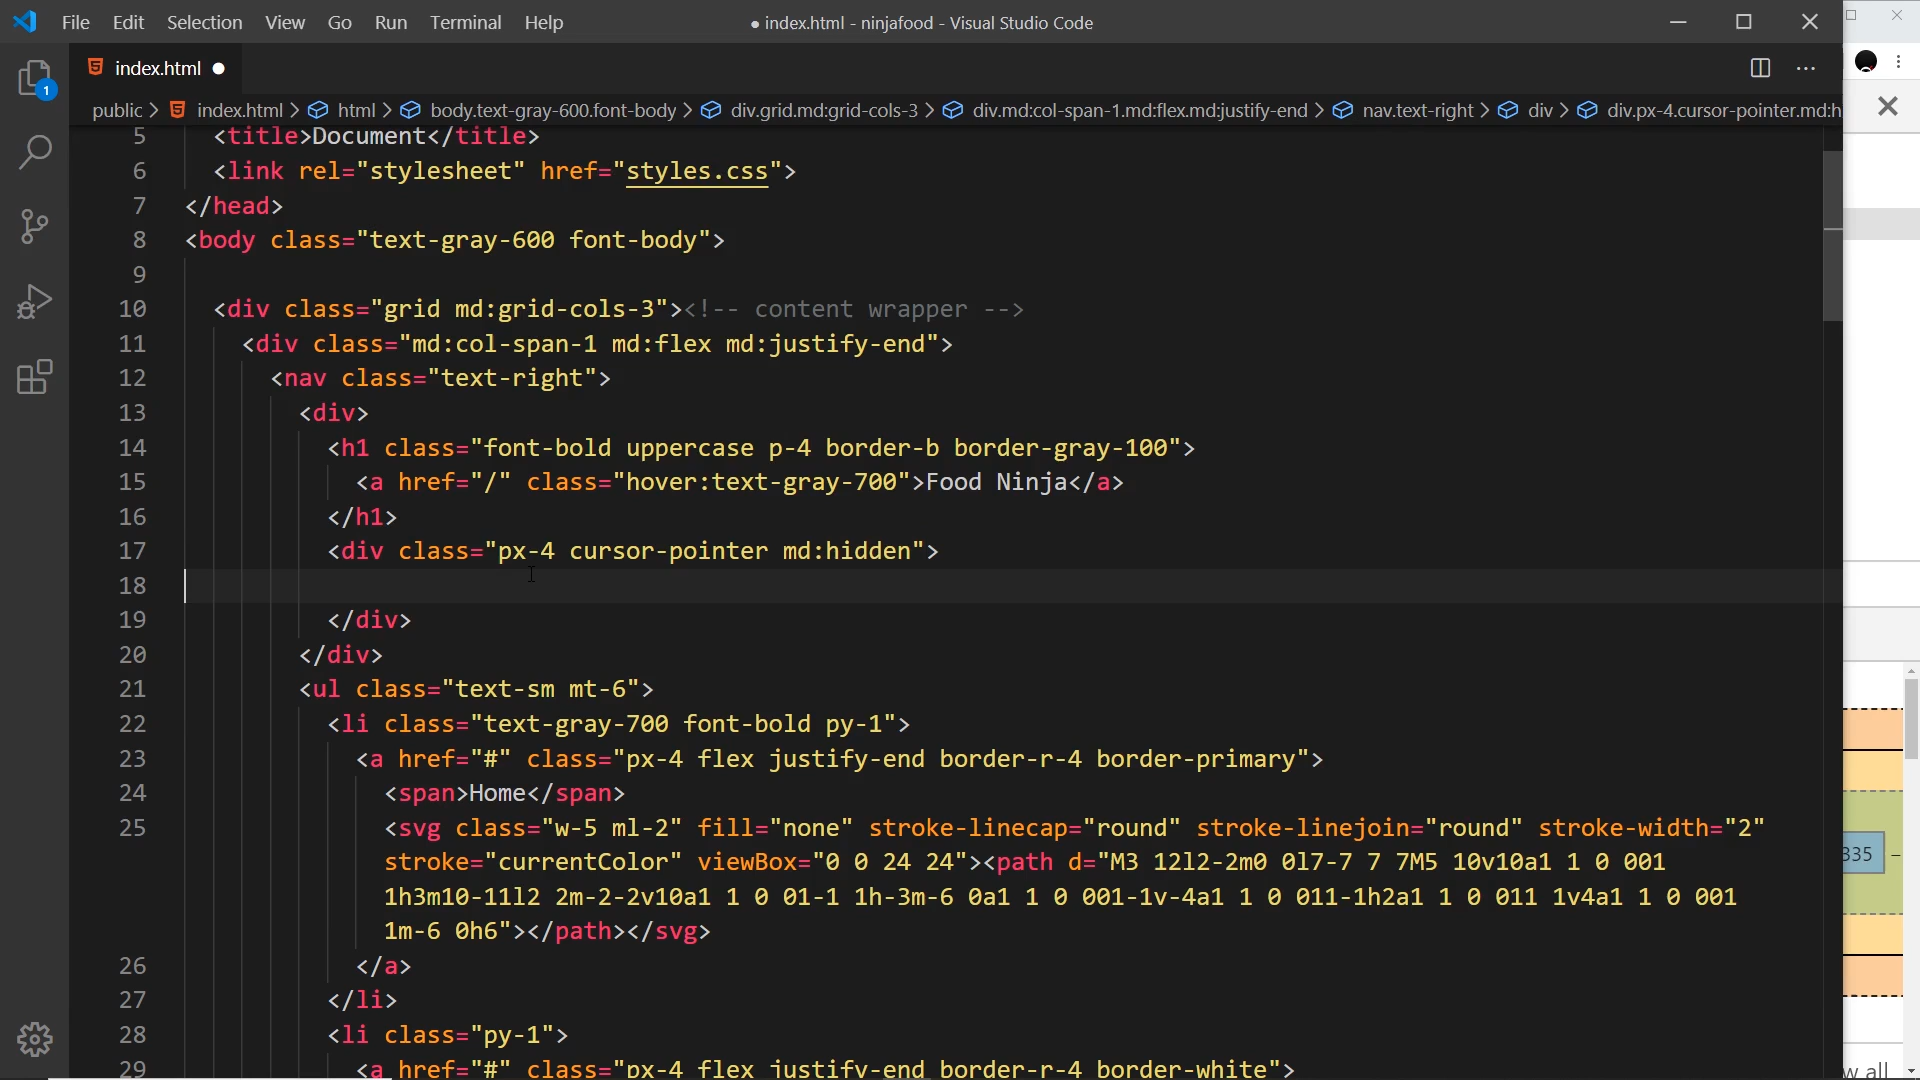 File Edit Selection View Go Run Terminal Help
● index.html - ninjafood - Visual Studio Code
index.html ●
1
public > index.html > html > body.text-gray-600.font-body > div.grid.md:grid-cols-3 > div.md:col-span-1.md:flex.md:justify-end > nav.text-right > div > div.px-4.cursor-pointer.md:h
5 <title>Document</title>
6 <link rel="stylesheet" href="styles.css">
7 </head>
8 <body class="text-gray-600 font-body">
9
10 <div class="grid md:grid-cols-3"><!-- content wrapper -->
11 <div class="md:col-span-1 md:flex md:justify-end">
12 <nav class="text-right">
13 <div>
14 <h1 class="font-bold uppercase p-4 border-b border-gray-100">
15 <a href="/" class="hover:text-gray-700">Food Ninja</a>
16 </h1>
17 <div class="px-4 cursor-pointer md:hidden">
18
19 </div>
20 </div>
21 <ul class="text-sm mt-6">
22 <li class="text-gray-700 font-bold py-1">
23 <a href="#" class="px-4 flex justify-end border-r-4 border-primary">
24 <span>Home</span>
25 <svg class="w-5 ml-2" fill="none" stroke-linecap="round" stroke-linejoin="round" stroke-width="2"
stroke="currentColor" viewBox="0 0 24 24"><path d="M3 12l2-2m0 0l7-7 7 7M5 10v10a1 1 0 001
1h3m10-11l2 2m-2-2v10a1 1 0 01-1 1h-3m-6 0a1 1 0 001-1v-4a1 1 0 011-1h2a1 1 0 011 1v4a1 1 0 001
1m-6 0h6"></path></svg>
26 </a>
27 </li>
28 <li class="py-1">
29 <a href="#" class="px-4 flex justify-end border-r-4 border-white">
335
w all